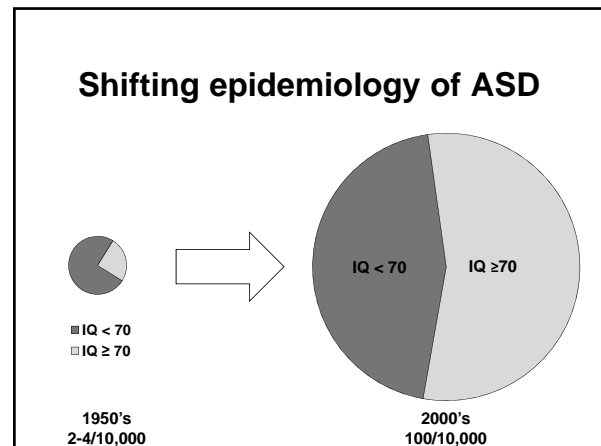 Shifting epidemiology of ASD
IQ < 70
IQ ≥70
IQ < 70
IQ ≥ 70
1950's
2-4/10,000
2000's
100/10,000